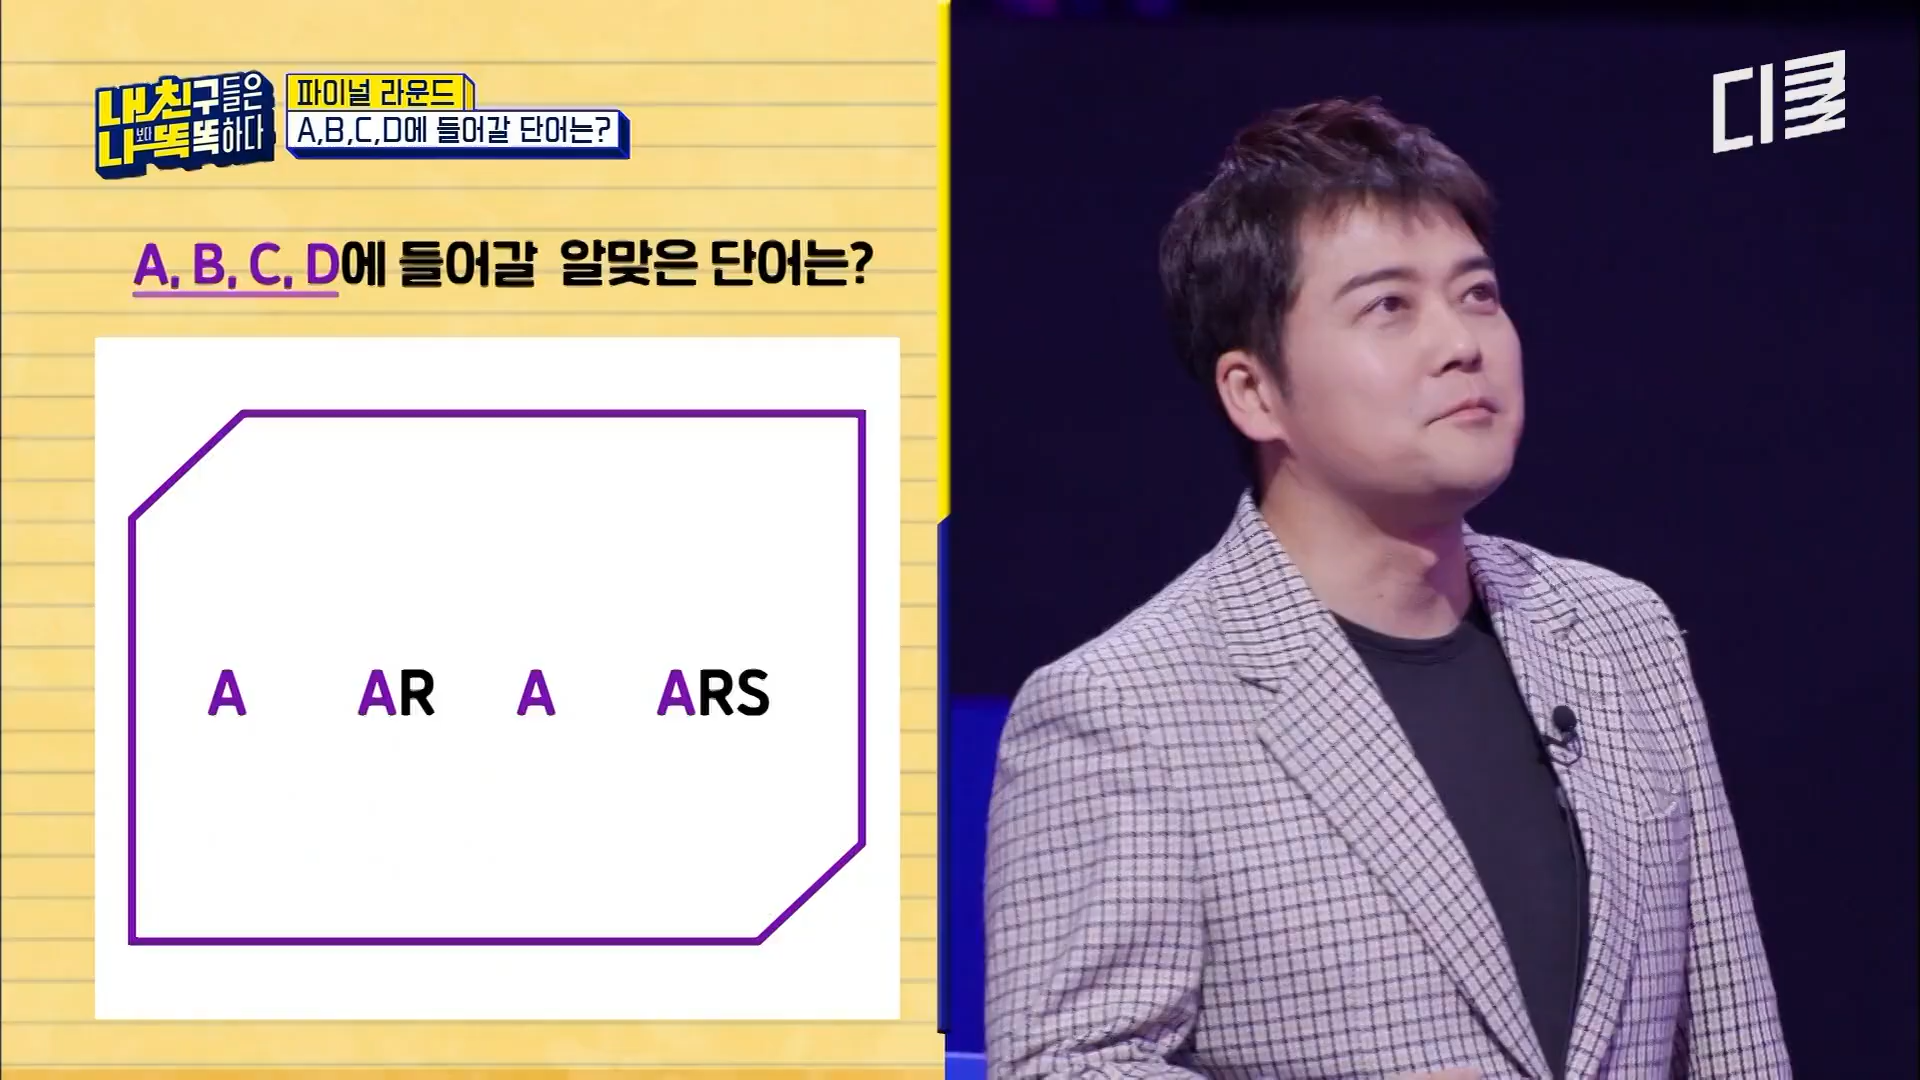 내 친구들은
나보다 똑똑하다
파이널 라운드
A,B,C,D에 들어갈 단어는?
디클
A, B, C, D에 들어갈 알맞은 단어는?
A AR A ARS